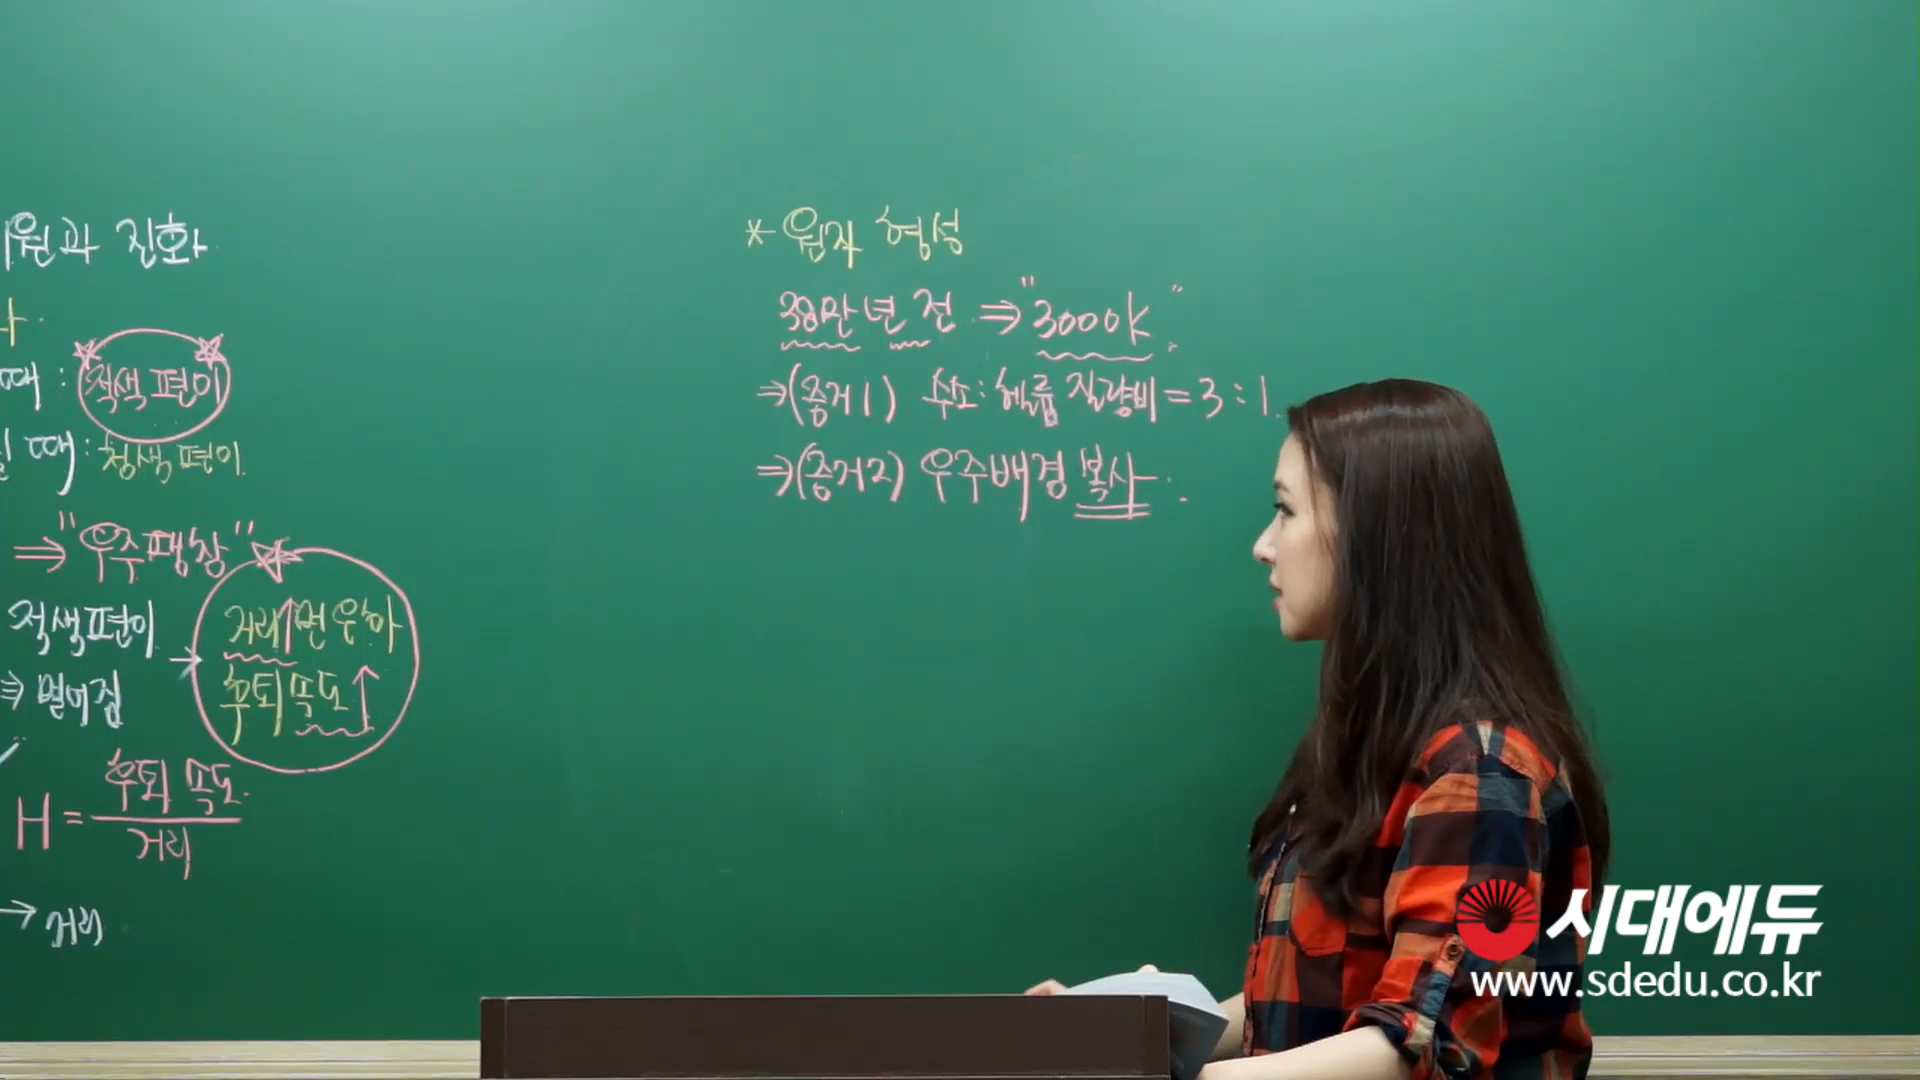 원과 진화
때 : 적색편이
때 : 청색편이
⇒ "우주팽창"
적색편이
⇒ 멀어짐
→ 거리↑ 먼 은하
후퇴속도↑
H = 후퇴속도 / 거리
→ 거리
* 원자 형성
38만 년 전 ⇒ "3000K"
⇒ (증거1) 수소 : 헬륨 질량비 = 3 : 1
⇒ (증거2) 우주배경복사
시대에듀
www.sdedu.co.kr